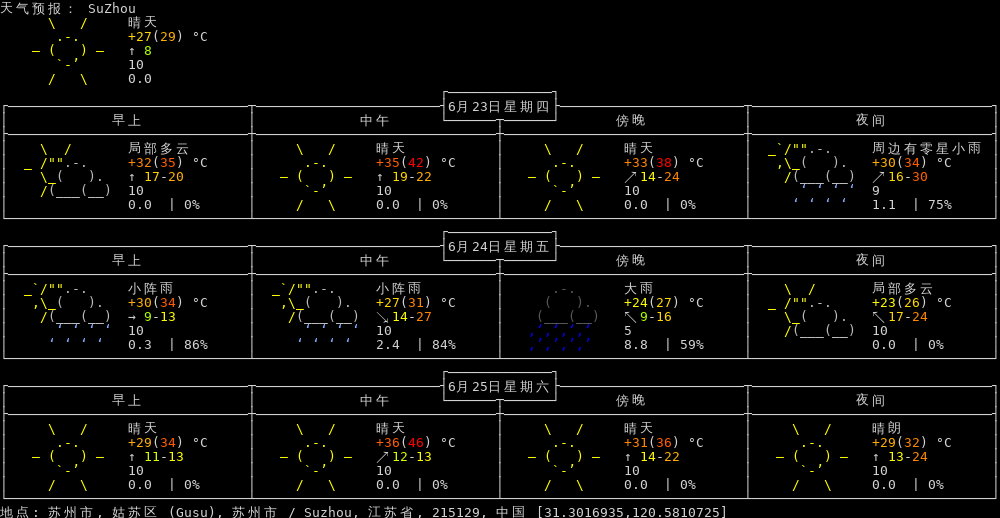 天气预报： SuZhou
晴天
+27(29) °C
↑ 8
10
0.0
6月23日星期四
早上 中午 傍晚 夜间
局部多云 晴天 晴天 周边有零星小雨
+32(35) °C +35(42) °C +33(38) °C +30(34) °C
↑ 17-20 ↑ 19-22 ↗14-24 ↗16-30
10 10 10 9
0.0 | 0% 0.0 | 0% 0.0 | 0% 1.1 | 75%
6月24日星期五
早上 中午 傍晚 夜间
小阵雨 小阵雨 大雨 局部多云
+30(34) °C +27(31) °C +24(27) °C +23(26) °C
→ 9-13 ↘14-27 ↖ 9-16 ↖17-24
10 10 5 10
0.3 | 86% 2.4 | 84% 8.8 | 59% 0.0 | 0%
6月25日星期六
早上 中午 傍晚 夜间
晴天 晴天 晴天 晴朗
+29(34) °C +36(46) °C +31(36) °C +29(32) °C
↑ 11-13 ↗12-13 ↑ 14-22 ↑ 13-24
10 10 10 10
0.0 | 0% 0.0 | 0% 0.0 | 0% 0.0 | 0%
地点: 苏州市, 姑苏区 (Gusu), 苏州市 / Suzhou, 江苏省, 215129, 中国 [31.3016935,120.5810725]